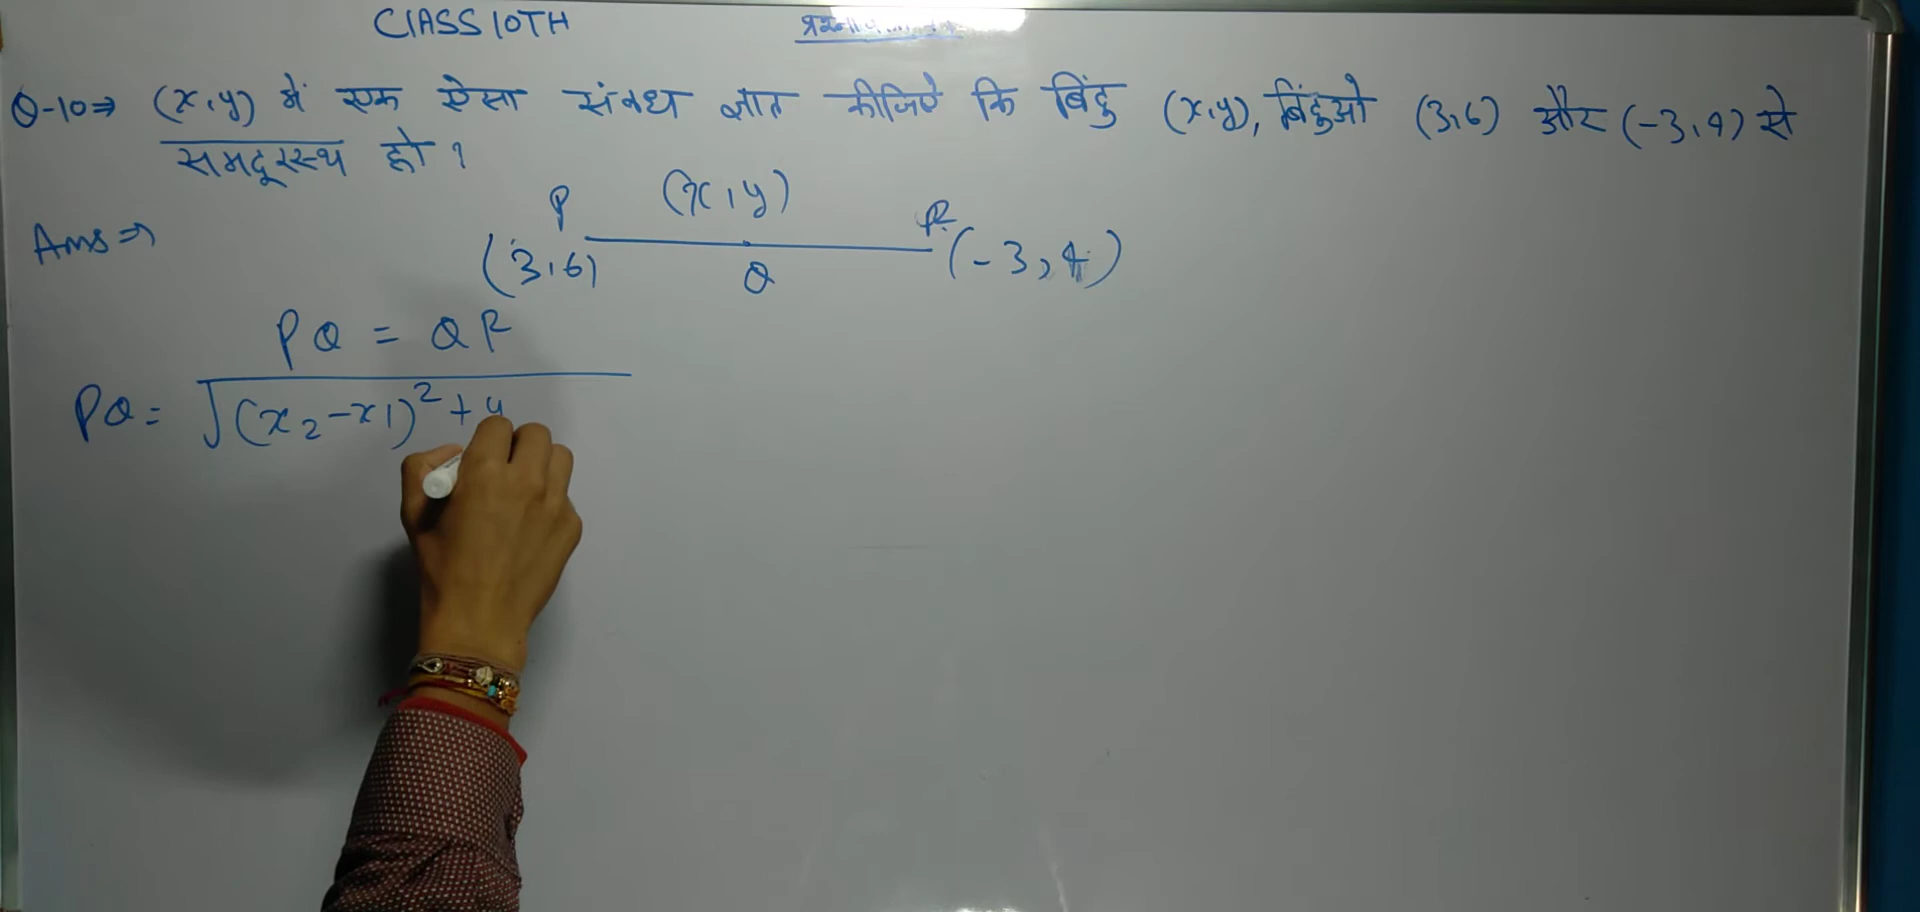 CLASS 10TH
Q-10⇒ (x,y) में एक ऐसा संबध ज्ञात कीजिऐ कि बिंदु (x,y), बिंदुओ (3,6) और (-3,4) से
समदूरस्थ हो ?
P (x,y) R
Ans⇒ (3,6) Q (-3,4)
PQ = QR
PQ = √(x2-x1)²+y